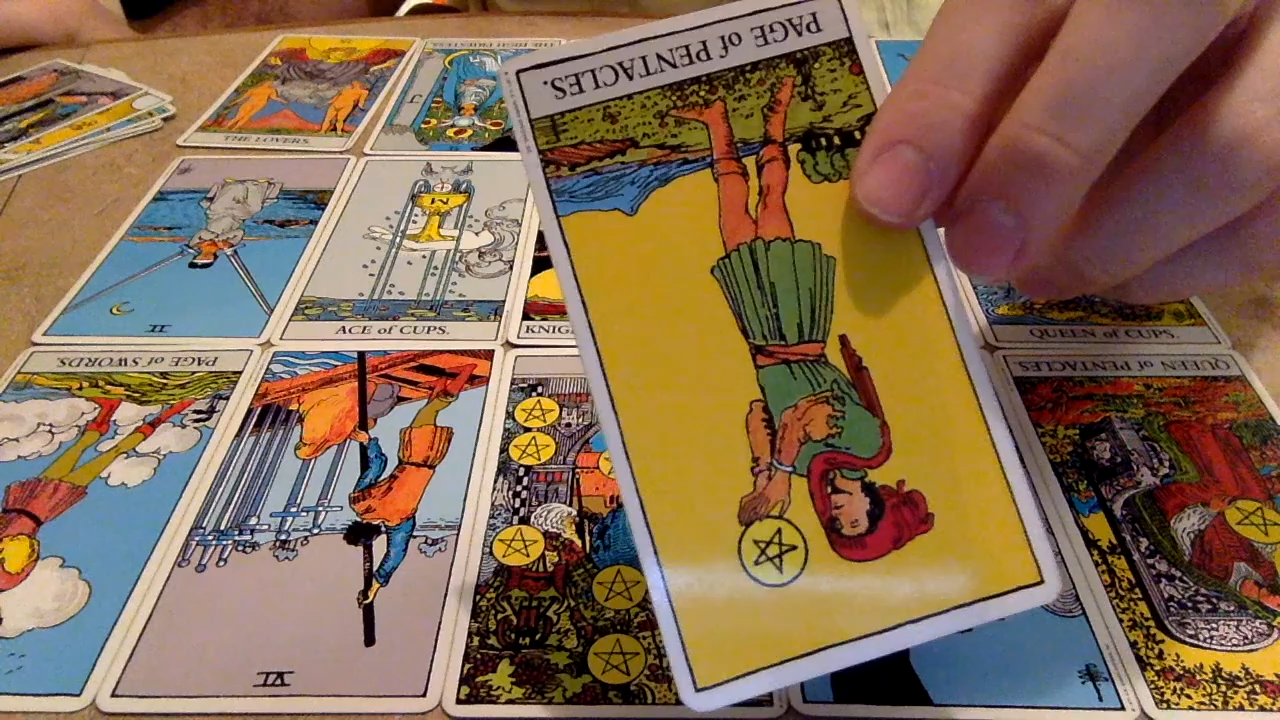 PAGE of PENTACLES.
THE LOVERS.
THE HIGH PRIESTESS.
J
II
ACE of CUPS.
M
KNIG
QUEEN of CUPS.
PAGE of SWORDS.
VI
QUEEN of PENTACLES.